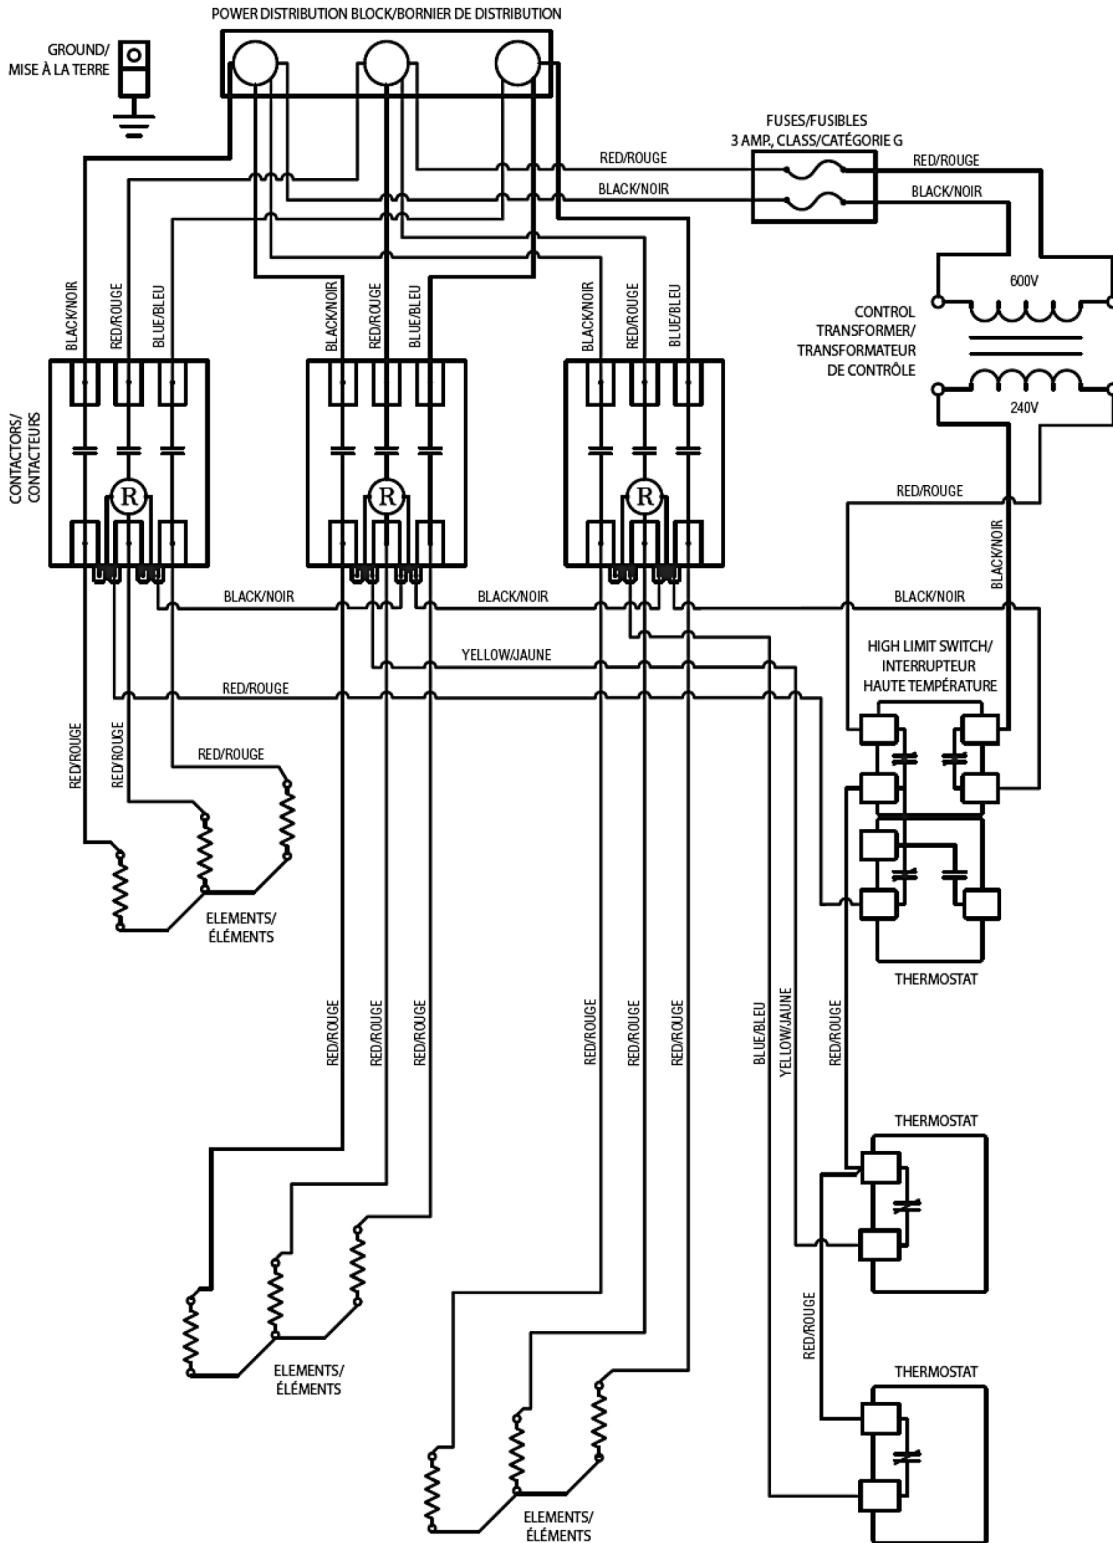 POWER DISTRIBUTION BLOCK/BORNIER DE DISTRIBUTION
GROUND/
MISE À LA TERRE
FUSES/FUSIBLES
3 AMP., CLASS/CATÉGORIE G
RED/ROUGE
RED/ROUGE
BLACK/NOIR
BLACK/NOIR
600V
CONTROL
TRANSFORMER/
TRANSFORMATEUR
DE CONTRÔLE
240V
BLACK/NOIR
RED/ROUGE
BLUE/BLEU
BLACK/NOIR
RED/ROUGE
BLUE/BLEU
BLACK/NOIR
RED/ROUGE
BLUE/BLEU
CONTACTORS/
CONTACTEURS
R
R
R
RED/ROUGE
BLACK/NOIR
BLACK/NOIR
BLACK/NOIR
BLACK/NOIR
HIGH LIMIT SWITCH/
INTERRUPTEUR
HAUTE TEMPÉRATURE
YELLOW/JAUNE
RED/ROUGE
RED/ROUGE
RED/ROUGE
RED/ROUGE
ELEMENTS/
ÉLÉMENTS
THERMOSTAT
RED/ROUGE
RED/ROUGE
RED/ROUGE
RED/ROUGE
RED/ROUGE
RED/ROUGE
BLUE/BLEU
YELLOW/JAUNE
RED/ROUGE
THERMOSTAT
RED/ROUGE
ELEMENTS/
ÉLÉMENTS
THERMOSTAT
ELEMENTS/
ÉLÉMENTS